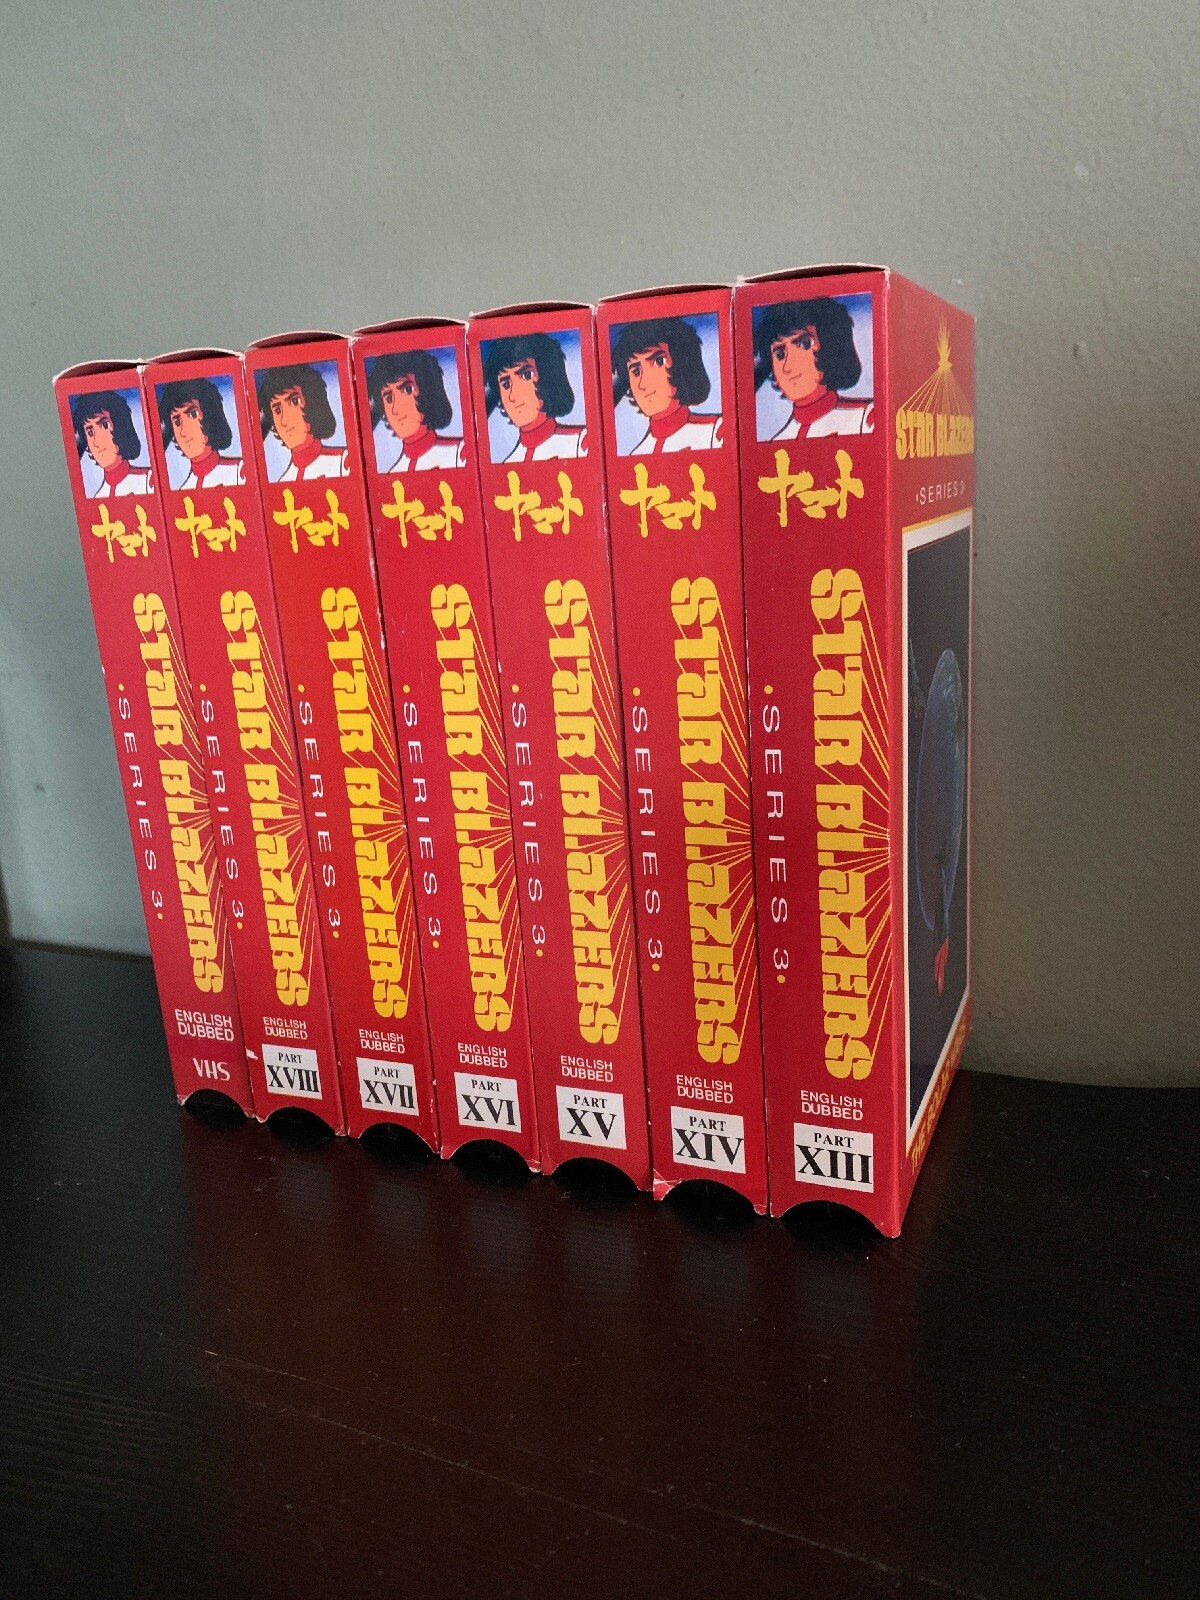 ヤマト
STAR BLAZERS
•SERIES 3•
ENGLISH
DUBBED
VHS
ヤマト
STAR BLAZERS
•SERIES 3•
ENGLISH
DUBBED
PART
XVIII
ヤマト
STAR BLAZERS
•SERIES 3•
ENGLISH
DUBBED
PART
XVII
ヤマト
STAR BLAZERS
•SERIES 3•
ENGLISH
DUBBED
PART
XVI
ヤマト
STAR BLAZERS
•SERIES 3•
ENGLISH
DUBBED
PART
XV
ヤマト
STAR BLAZERS
•SERIES 3•
ENGLISH
DUBBED
PART
XIV
ヤマト
STAR BLAZERS
•SERIES 3•
ENGLISH
DUBBED
PART
XIII
STAR BLAZERS
•SERIES 3•
THE